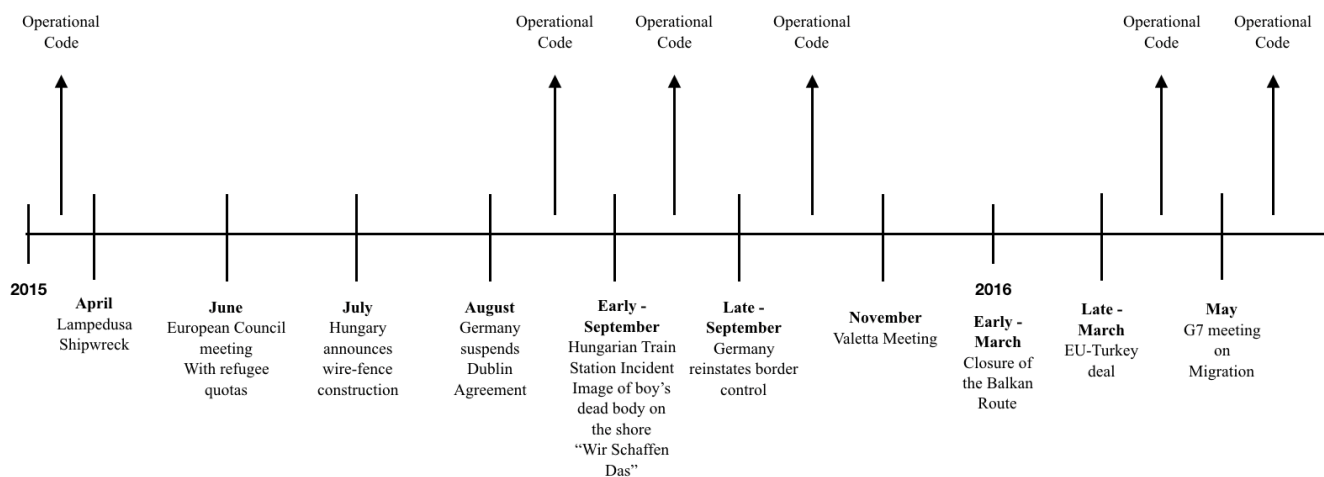 Operational
Code
Operational
Code
Operational
Code
Operational
Code
Operational
Code
Operational
Code
2015
April
Lampedusa
Shipwreck
June
European Council
meeting
With refugee
quotas
July
Hungary
announces
wire-fence
construction
August
Germany
suspends
Dublin
Agreement
Early -
September
Hungarian Train
Station Incident
Image of boy’s
dead body on
the shore
“Wir Schaffen
Das”
Late -
September
Germany
reinstates border
control
November
Valetta Meeting
2016
Early -
March
Closure of
the Balkan
Route
Late -
March
EU-Turkey
deal
May
G7 meeting
on
Migration